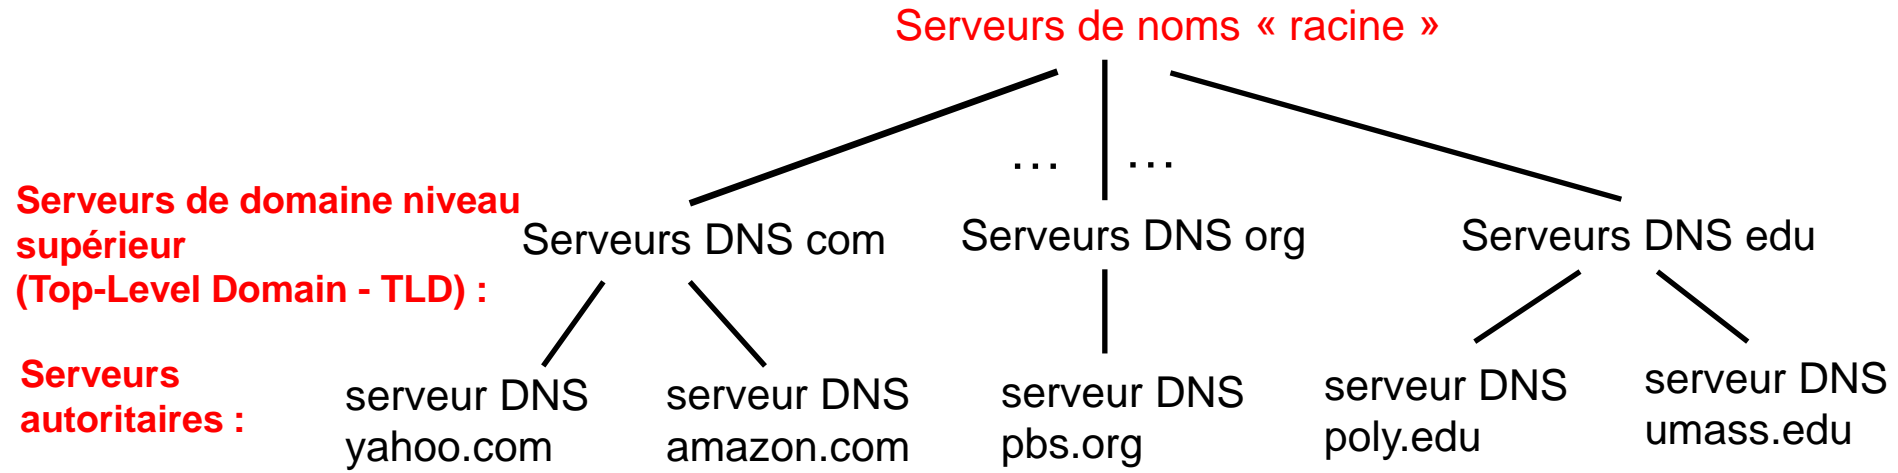 Serveurs de noms « racine »
… …
Serveurs de domaine niveau
supérieur
(Top-Level Domain - TLD) :
Serveurs DNS com
Serveurs DNS org
Serveurs DNS edu
Serveurs
autoritaires :
serveur DNS
yahoo.com
serveur DNS
amazon.com
serveur DNS
pbs.org
serveur DNS
poly.edu
serveur DNS
umass.edu